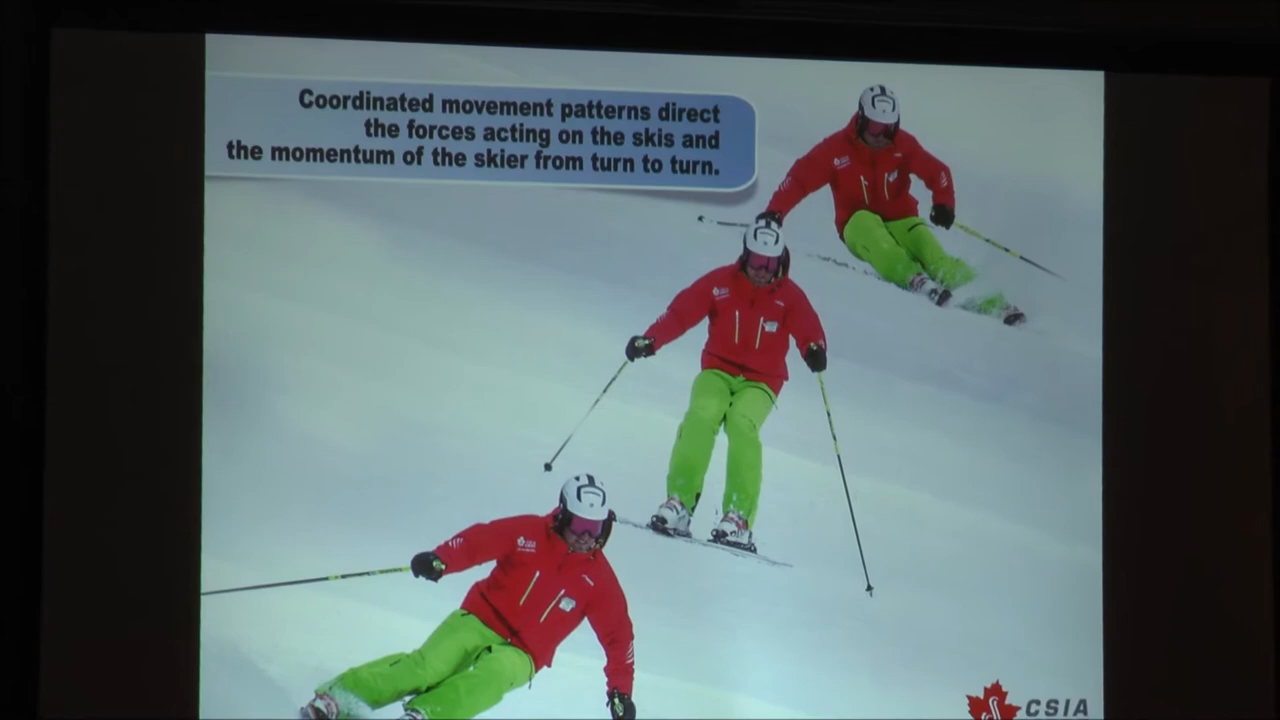 Coordinated movement patterns direct
the forces acting on the skis and
the momentum of the skier from turn to turn.
CSIA